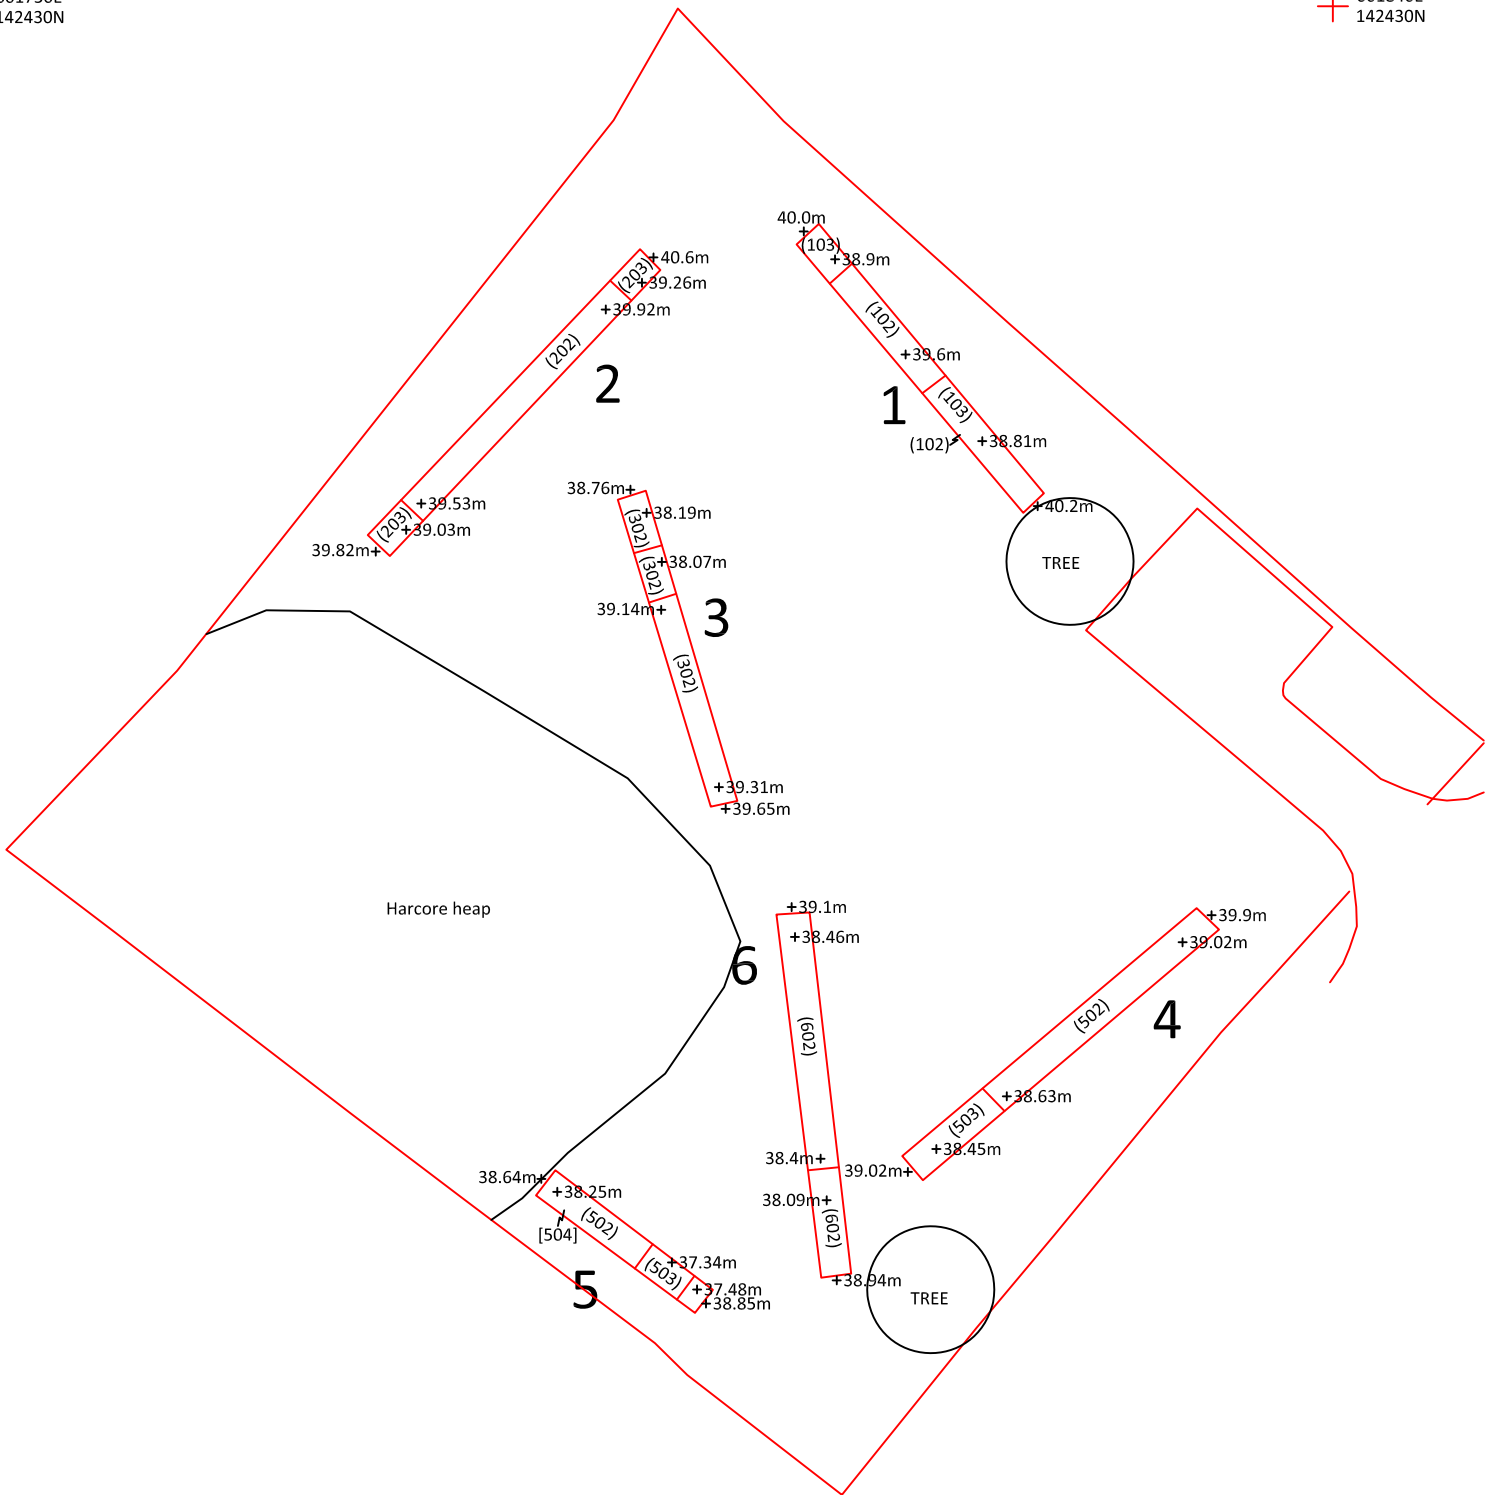 142430N
142430N
40.0m
(103)
38.9m
40.6m
(203)
39.26m
39.92m
(102)
(202)
39.6m
2
1
(103)
(102)
38.81m
38.76m
39.53m
(302)
38.19m
40.2m
(203)
39.03m
39.82m
(302)
38.07m
TREE
39.14m
3
(302)
39.31m
39.65m
Harcore heap
39.1m
39.9m
38.46m
39.02m
6
(502)
4
(602)
38.63m
(503)
38.45m
38.4m
39.02m
38.64m
38.25m
38.09m
(502)
(602)
[504]
37.34m
(503)
38.94m
5
37.48m
38.85m
TREE